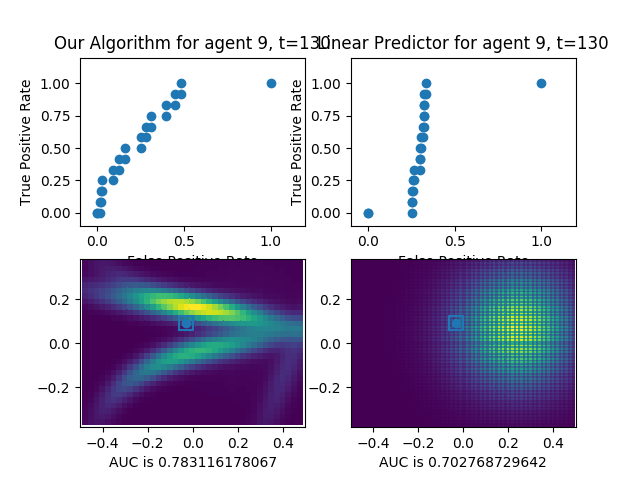 Our Algorithm for agent 9, t=130
Linear Predictor for agent 9, t=130
True Positive Rate
1.00
0.75
0.50
0.25
0.00
0.0 0.5 1.0
False Positive Rate
True Positive Rate
1.00
0.75
0.50
0.25
0.00
0.0 0.5 1.0
False Positive Rate
0.2
0.0
−0.2
−0.4 −0.2 0.0 0.2 0.4
AUC is 0.783116178067
0.2
0.0
−0.2
−0.4 −0.2 0.0 0.2 0.4
AUC is 0.702768729642